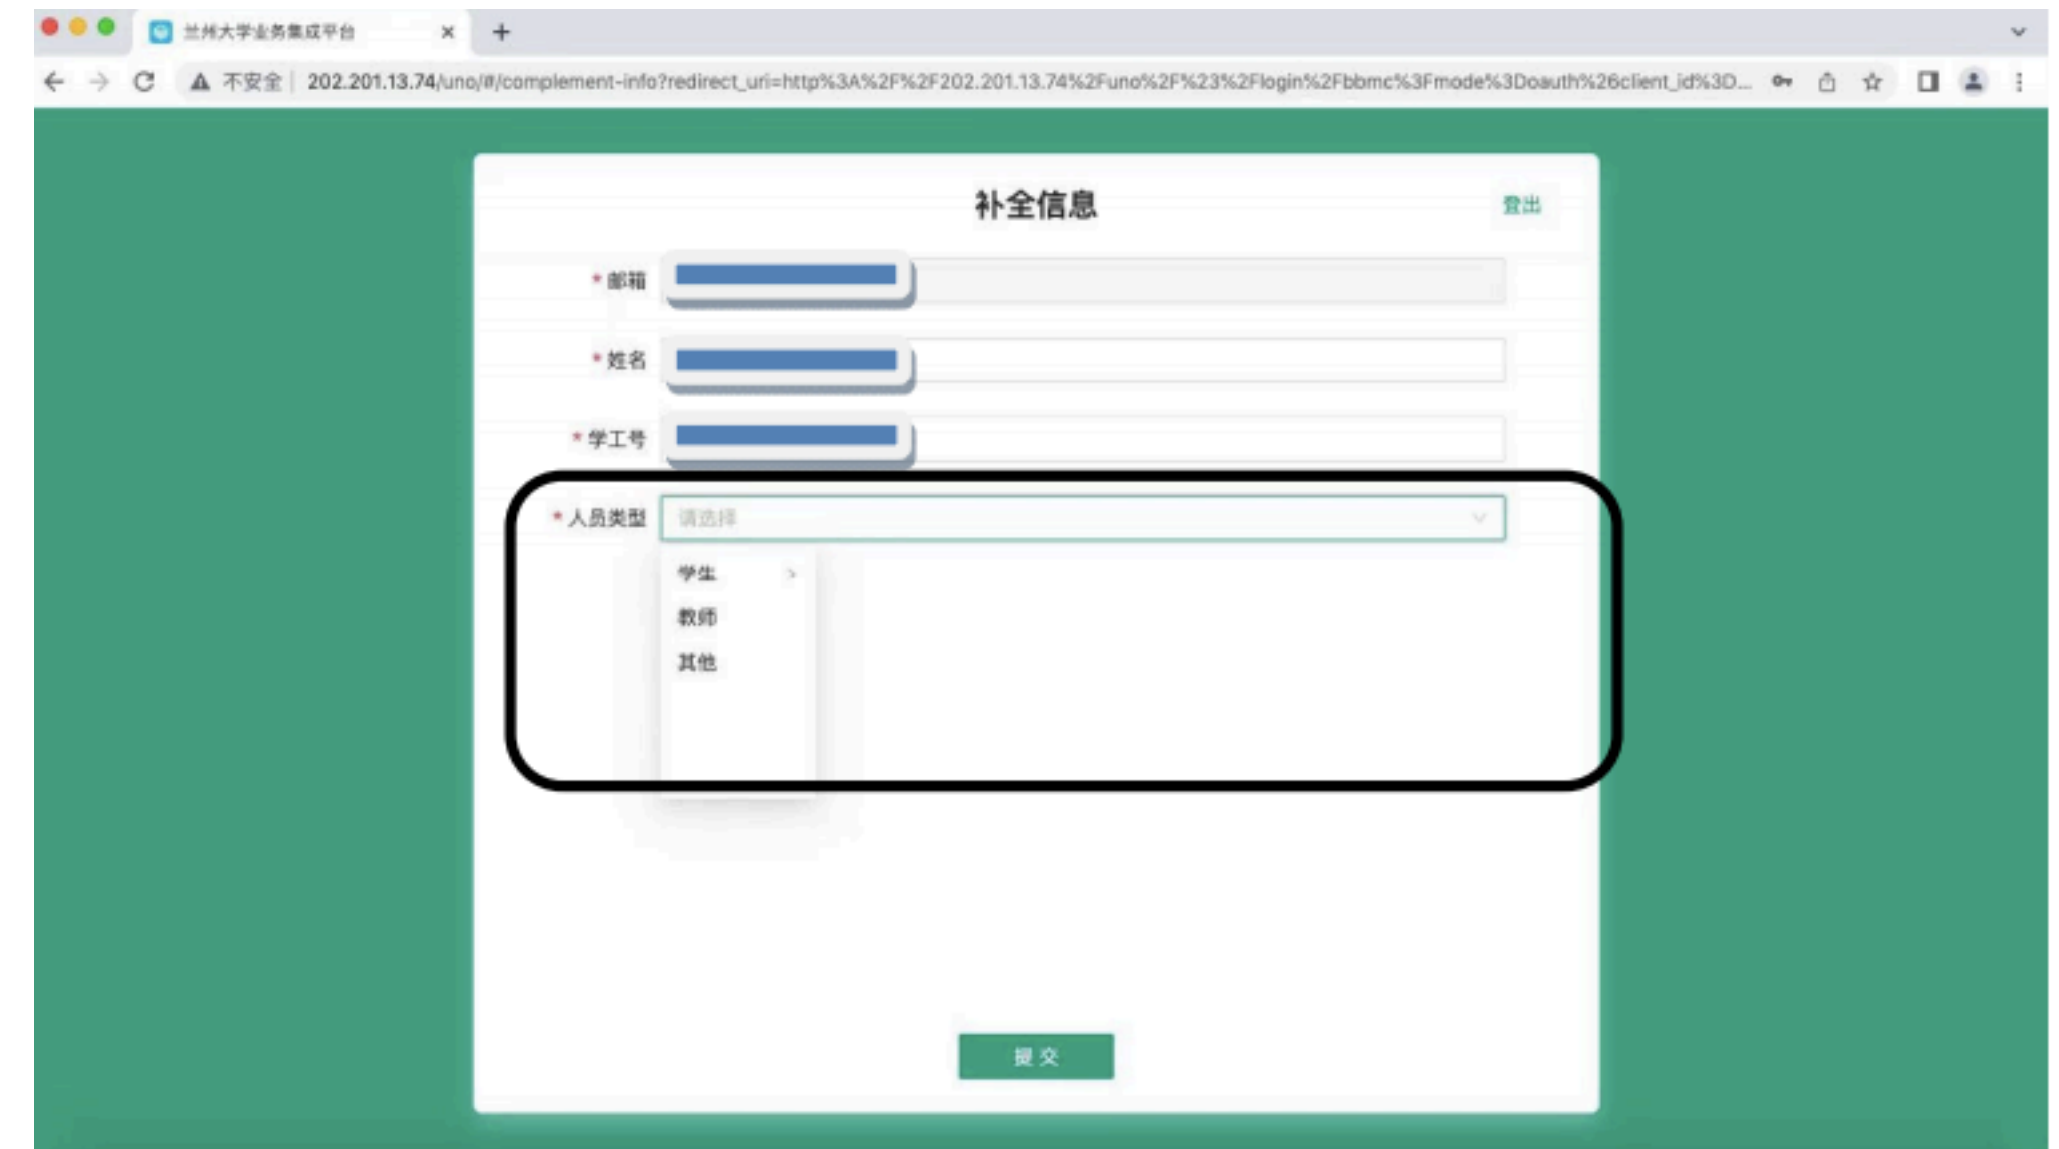 兰州大学业务集成平台
不安全 202.201.13.74/uno/#/complement-info?redirect_uri=http%3A%2F%2F202.201.13.74%2Funo%2F%23%2Flogin%2Fbbmc%3Fmode%3Doauth%26client_id%3D...
补全信息
登出
* 邮箱
* 姓名
* 学工号
* 人员类型 请选择
学生 >
教师
其他
提交